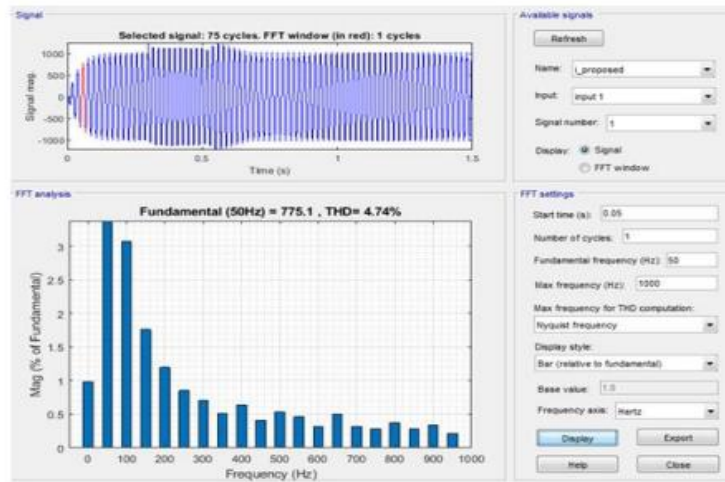 Signal
Selected signal: 75 cycles. FFT window (in red): 1 cycles
1000
500
0
-500
-1000
Signal mag.
0
0.5
1
1.5
Time (s)
FFT analysis
Fundamental (50Hz) = 775.1 , THD= 4.74%
3
2.5
2
1.5
1
0.5
0
Mag (% of Fundamental)
0
100
200
300
400
500
600
700
800
900
1000
Frequency (Hz)
Available signals
Refresh
Name: i_proposed
Input: input 1
Signal number: 1
Display: Signal
FFT window
FFT settings
Start time (s): 0.05
Number of cycles: 1
Fundamental frequency (Hz): 50
Max frequency (Hz): 1000
Max frequency for THD computation:
Nyquist frequency
Display style:
Bar (relative to fundamental)
Base value: 1.0
Frequency axis: Hertz
Display
Export
Help
Close